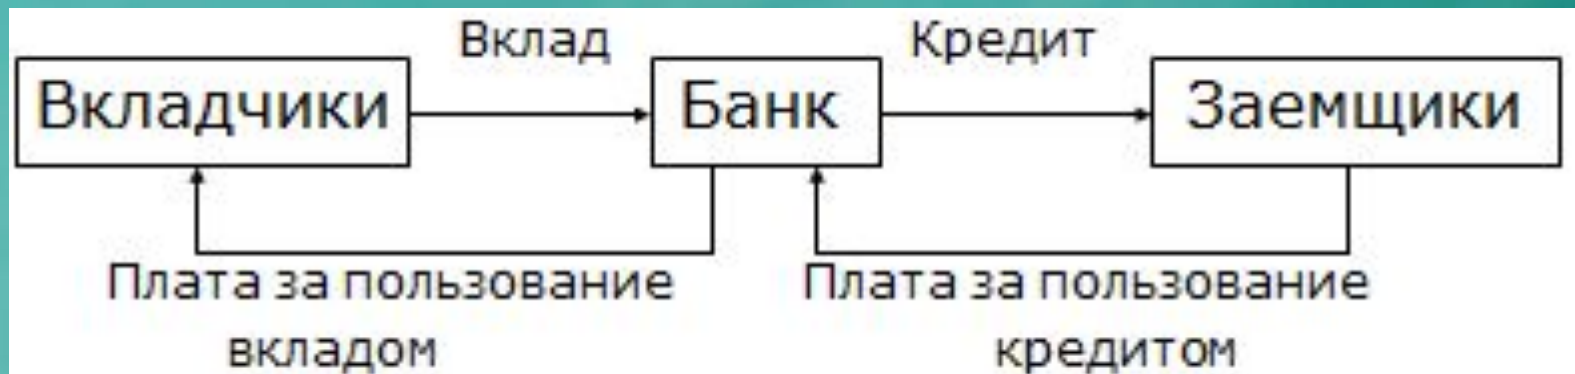 Вклад
Кредит
Вкладчики
Банк
Заемщики
Плата за пользование
вкладом
Плата за пользование
кредитом